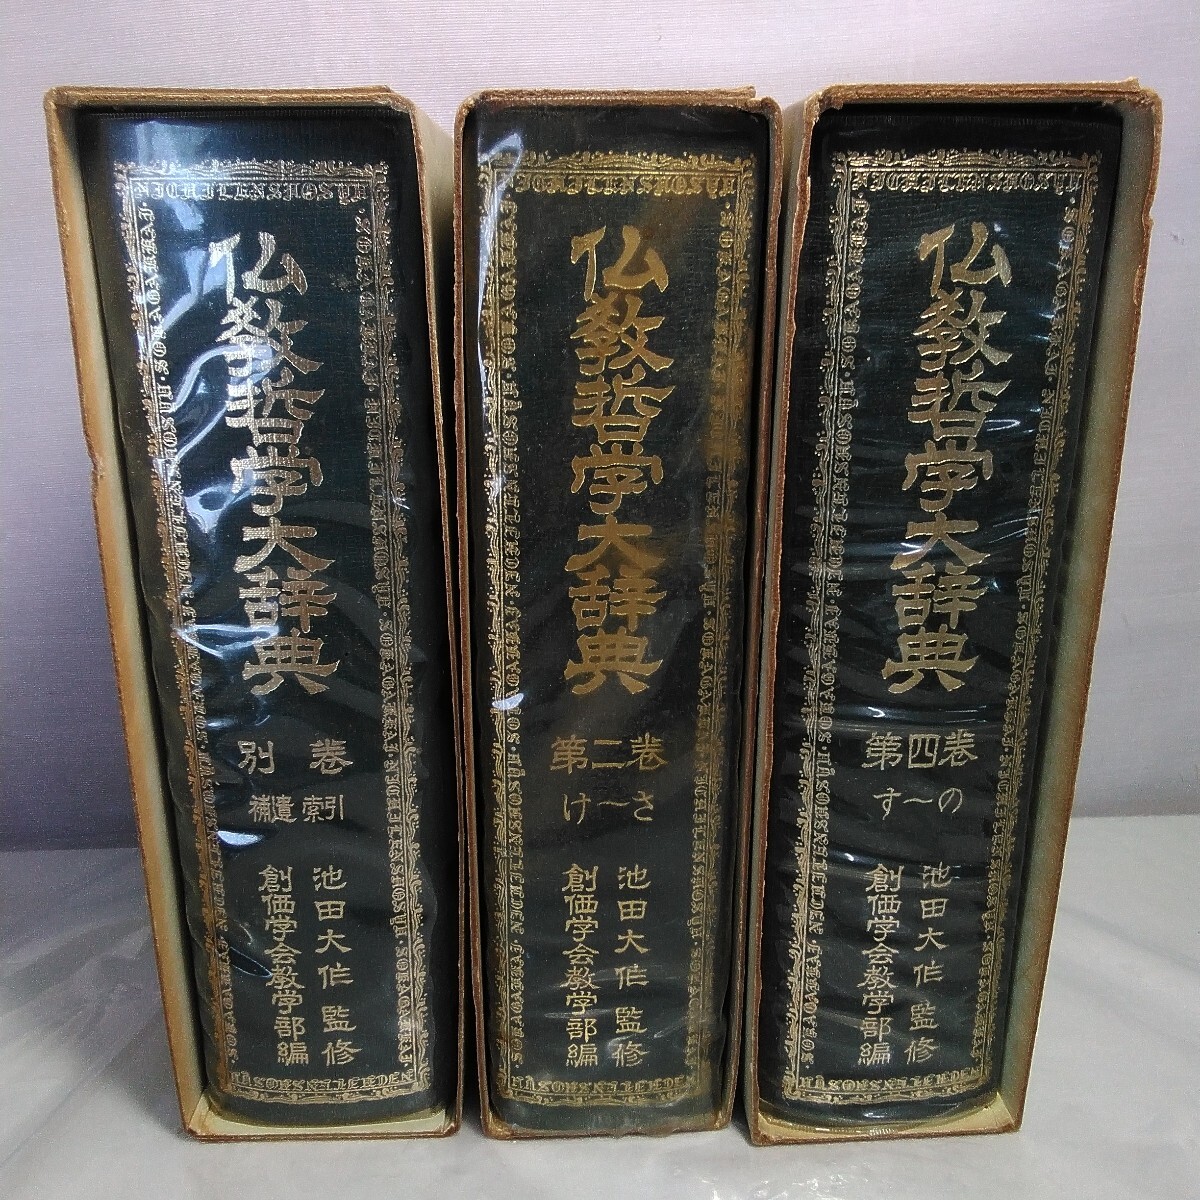 仏教哲学大辞典
別巻
補遺 索引
池田大作 監修
創価学会教学部編
仏教哲学大辞典
第二巻
け〜さ
池田大作 監修
創価学会教学部編
仏教哲学大辞典
第四巻
す〜の
池田大作 監修
創価学会教学部編